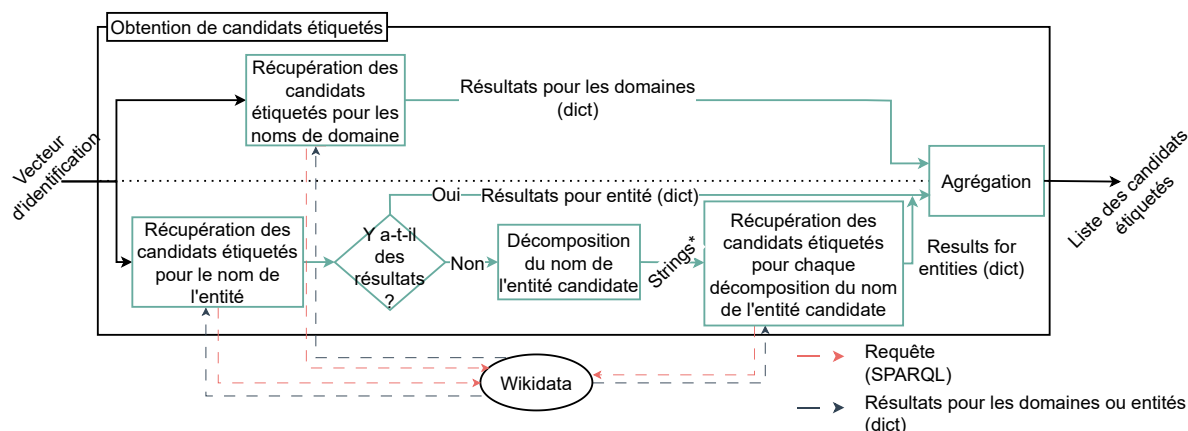 Obtention de candidats étiquetés
Récupération des
candidats
étiquetés pour les
noms de domaine
Résultats pour les domaines
(dict)
Vecteur
d'identification
Agrégation
Liste des candidats
étiquetés
Oui
Résultats pour entité (dict)
Récupération des
candidats étiquetés
pour le nom de
l'entité
Y a-t-il
des
résultats
?
Non
Décomposition
du nom de
l'entité candidate
Strings*
Récupération des
candidats étiquetés
pour chaque
décomposition du nom
de l'entité candidate
Results for
entities (dict)
Wikidata
Requête
(SPARQL)
Résultats pour les domaines ou entités
(dict)